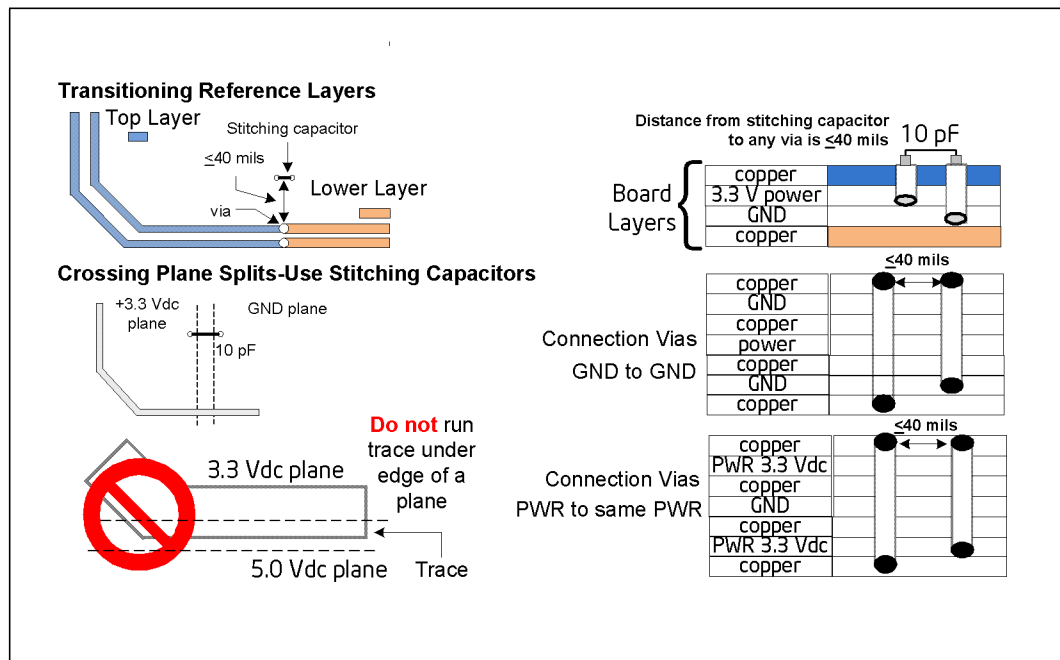 Transitioning Reference Layers
Top Layer
Stitching capacitor
≤40 mils
Lower Layer
via
Crossing Plane Splits-Use Stitching Capacitors
+3.3 Vdc
plane
GND plane
10 pF
Do not run
trace under
edge of a
plane
3.3 Vdc plane
5.0 Vdc plane
Trace
Distance from stitching capacitor
to any via is ≤40 mils
10 pF
Board
Layers
copper
3.3 V power
GND
copper
≤40 mils
Connection Vias
GND to GND
copper
GND
copper
power
copper
GND
copper
≤40 mils
Connection Vias
PWR to same PWR
copper
PWR 3.3 Vdc
copper
GND
copper
PWR 3.3 Vdc
copper